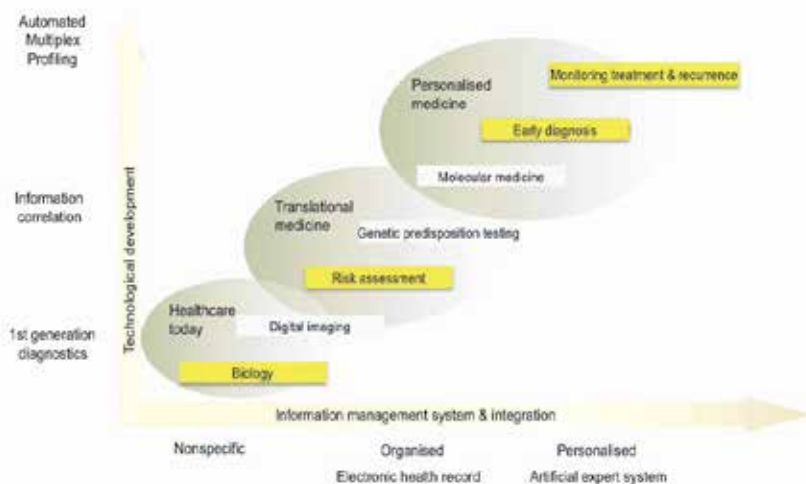 Automated
Multiplex
Profiling
Monitoring treatment & recurrence
Personalised
medicine
Early diagnosis
Molecular medicine
Information
correlation
Translational
medicine
Genetic predisposition testing
Risk assessment
Technological development
Healthcare
today
Digital imaging
1st generation
diagnostics
Biology
Information management system & integration
Nonspecific
Organised
Personalised
Electronic health record
Artificial expert system